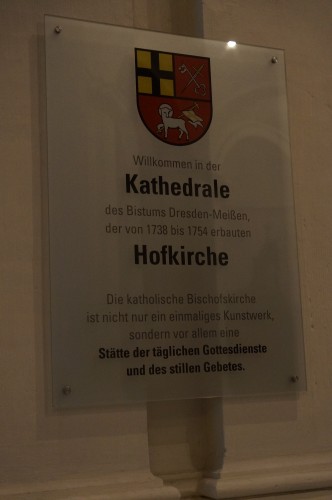 Willkommen in der
Kathedrale
des Bistums Dresden-Meißen,
der von 1738 bis 1754 erbauten
Hofkirche
Die katholische Bischofskirche
ist nicht nur ein einmaliges Kunstwerk,
sondern vor allem eine
Stätte der täglichen Gottesdienste
und des stillen Gebetes.